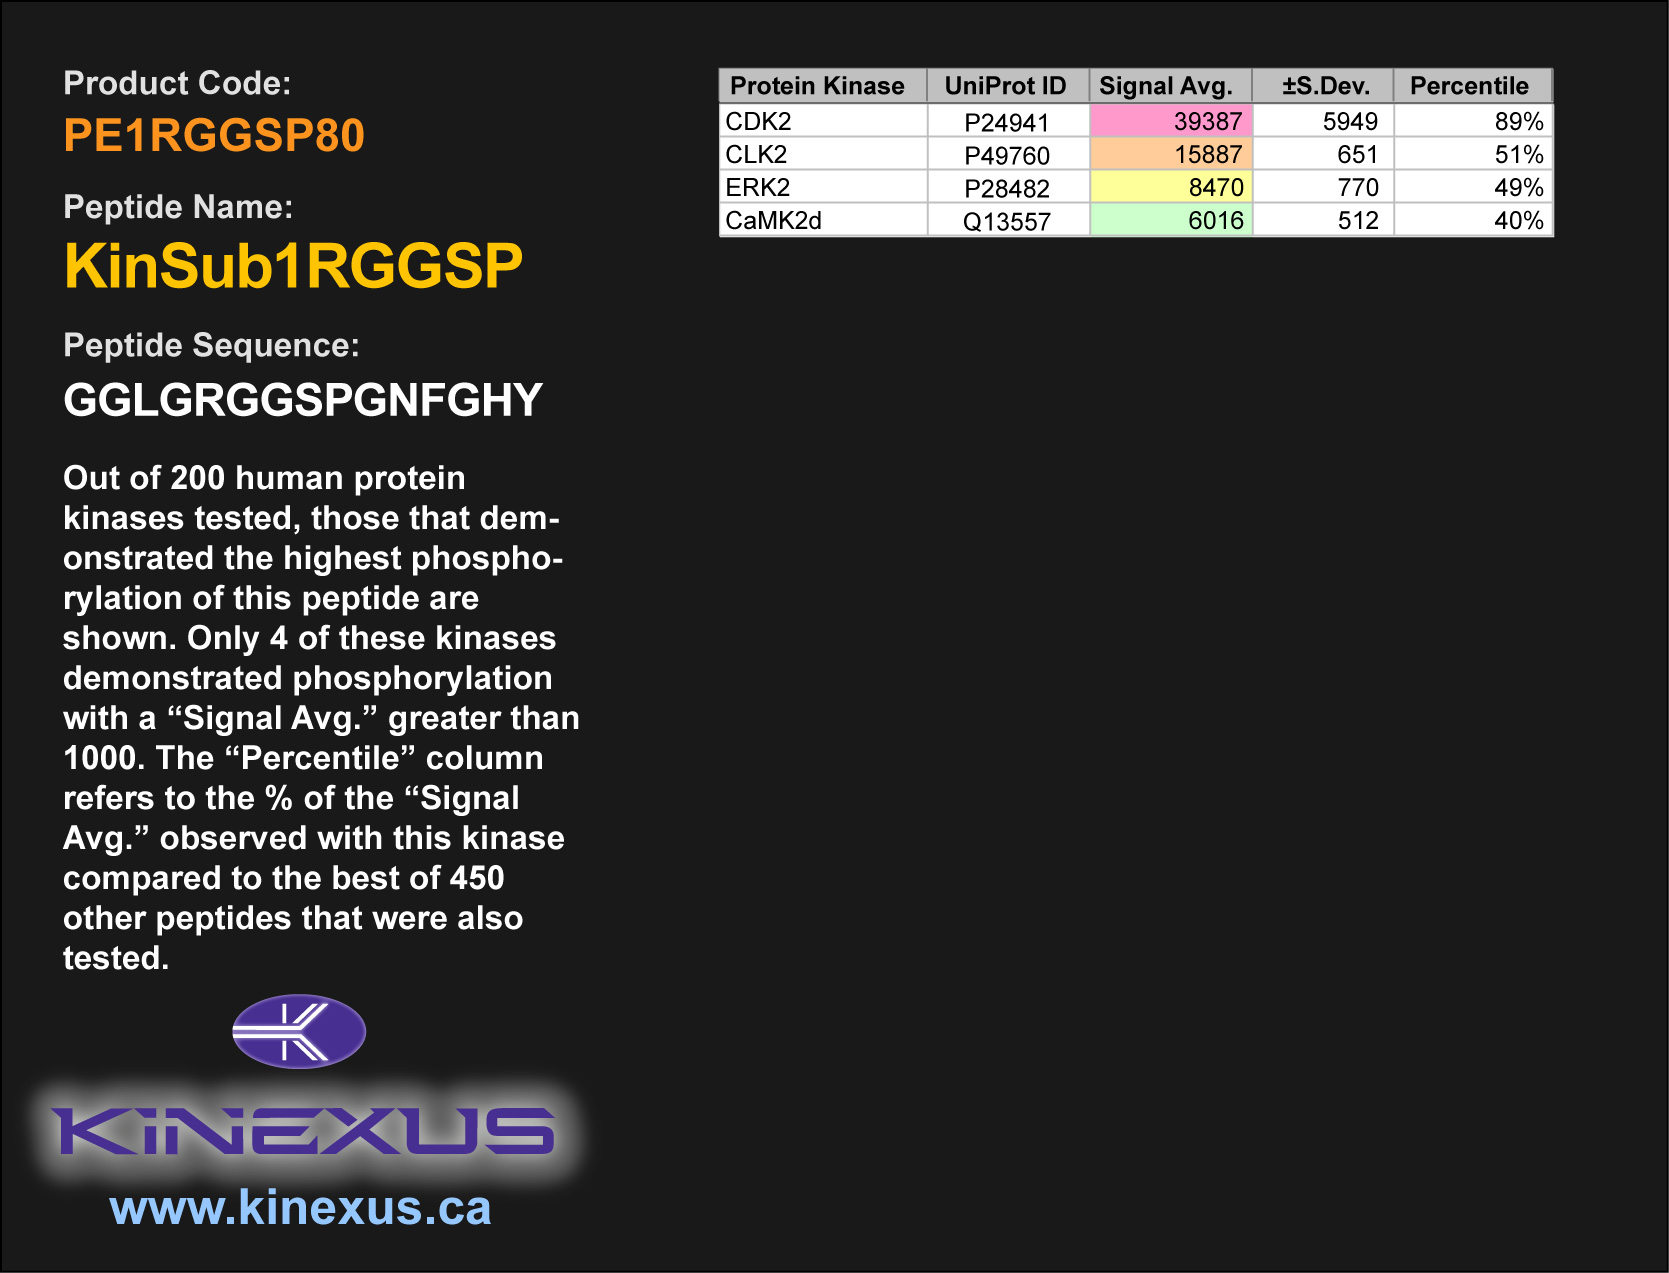 Product Code:
PE1RGGSP80
Peptide Name:
KinSub1RGGSP
Peptide Sequence:
GGLGRGGSPGNFGHY
Out of 200 human protein
kinases tested, those that dem-
onstrated the highest phospho-
rylation of this peptide are
shown. Only 4 of these kinases
demonstrated phosphorylation
with a “Signal Avg.” greater than
1000. The “Percentile” column
refers to the % of the “Signal
Avg.” observed with this kinase
compared to the best of 450
other peptides that were also
tested.
KiNEXUS
www.kinexus.ca
Protein Kinase UniProt ID Signal Avg. ±S.Dev. Percentile
CDK2 P24941 39387 5949 89%
CLK2 P49760 15887 651 51%
ERK2 P28482 8470 770 49%
CaMK2d Q13557 6016 512 40%